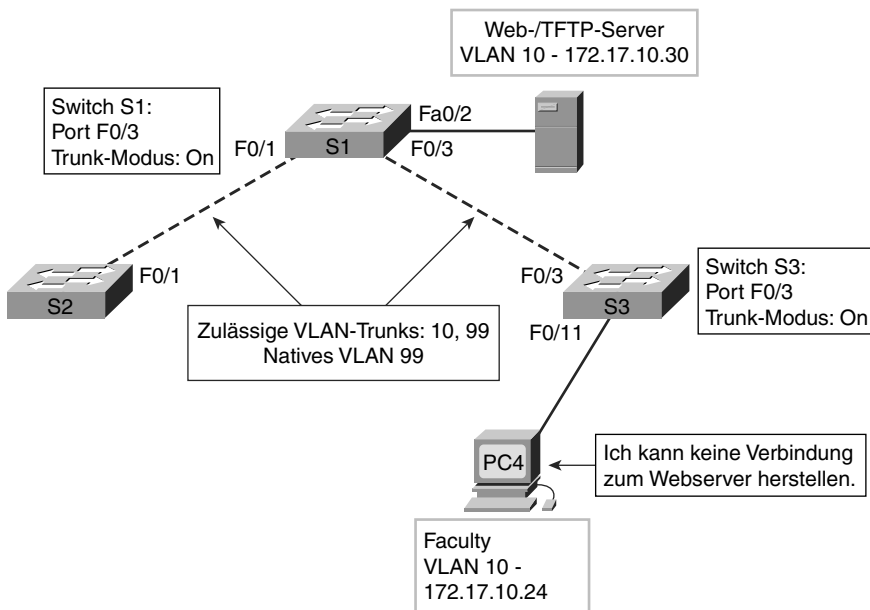 Web-/TFTP-Server
VLAN 10 - 172.17.10.30
Switch S1:
Port F0/3
Trunk-Modus: On
Fa0/2
F0/1
S1
F0/3
F0/1
S2
F0/3
S3
F0/11
Switch S3:
Port F0/3
Trunk-Modus: On
Zulässige VLAN-Trunks: 10, 99
Natives VLAN 99
PC4
Ich kann keine Verbindung
zum Webserver herstellen.
Faculty
VLAN 10 -
172.17.10.24